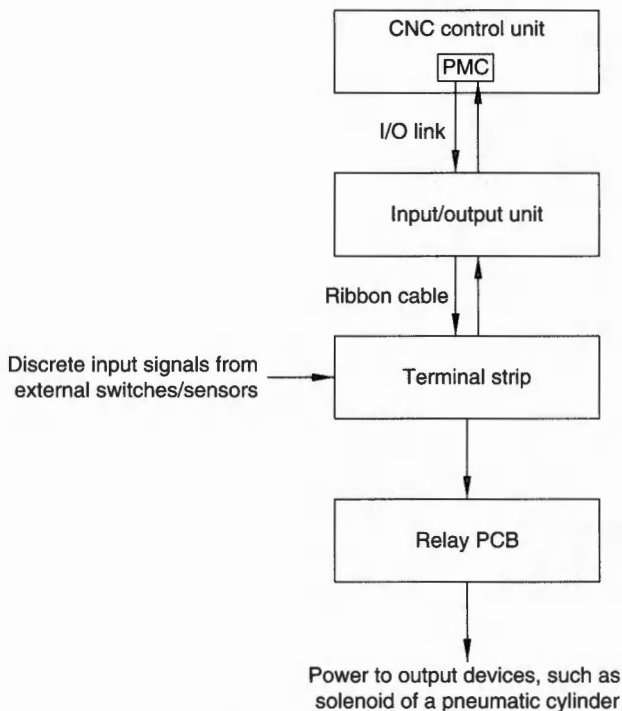 CNC control unit
PMC
I/O link
Input/output unit
Ribbon cable
Discrete input signals from
external switches/sensors
Terminal strip
Relay PCB
Power to output devices, such as
solenoid of a pneumatic cylinder